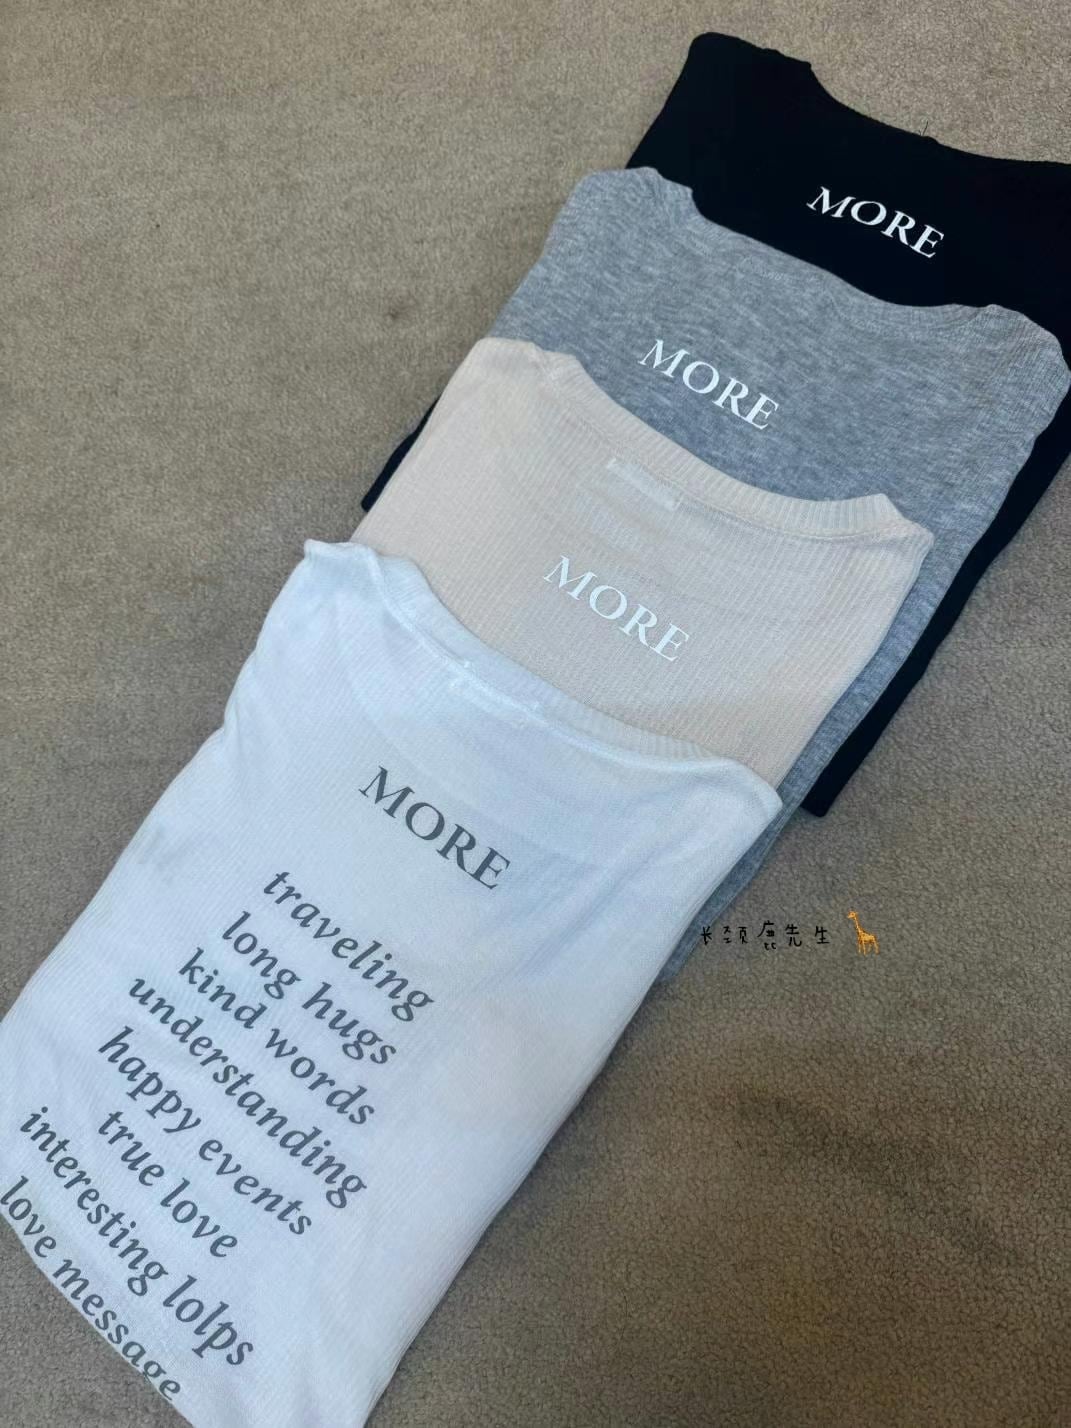 MORE
MORE
MORE
MORE
traveling
long hugs
kind words
understanding
happy events
true love
interesting lolps
love message
长颈鹿先生